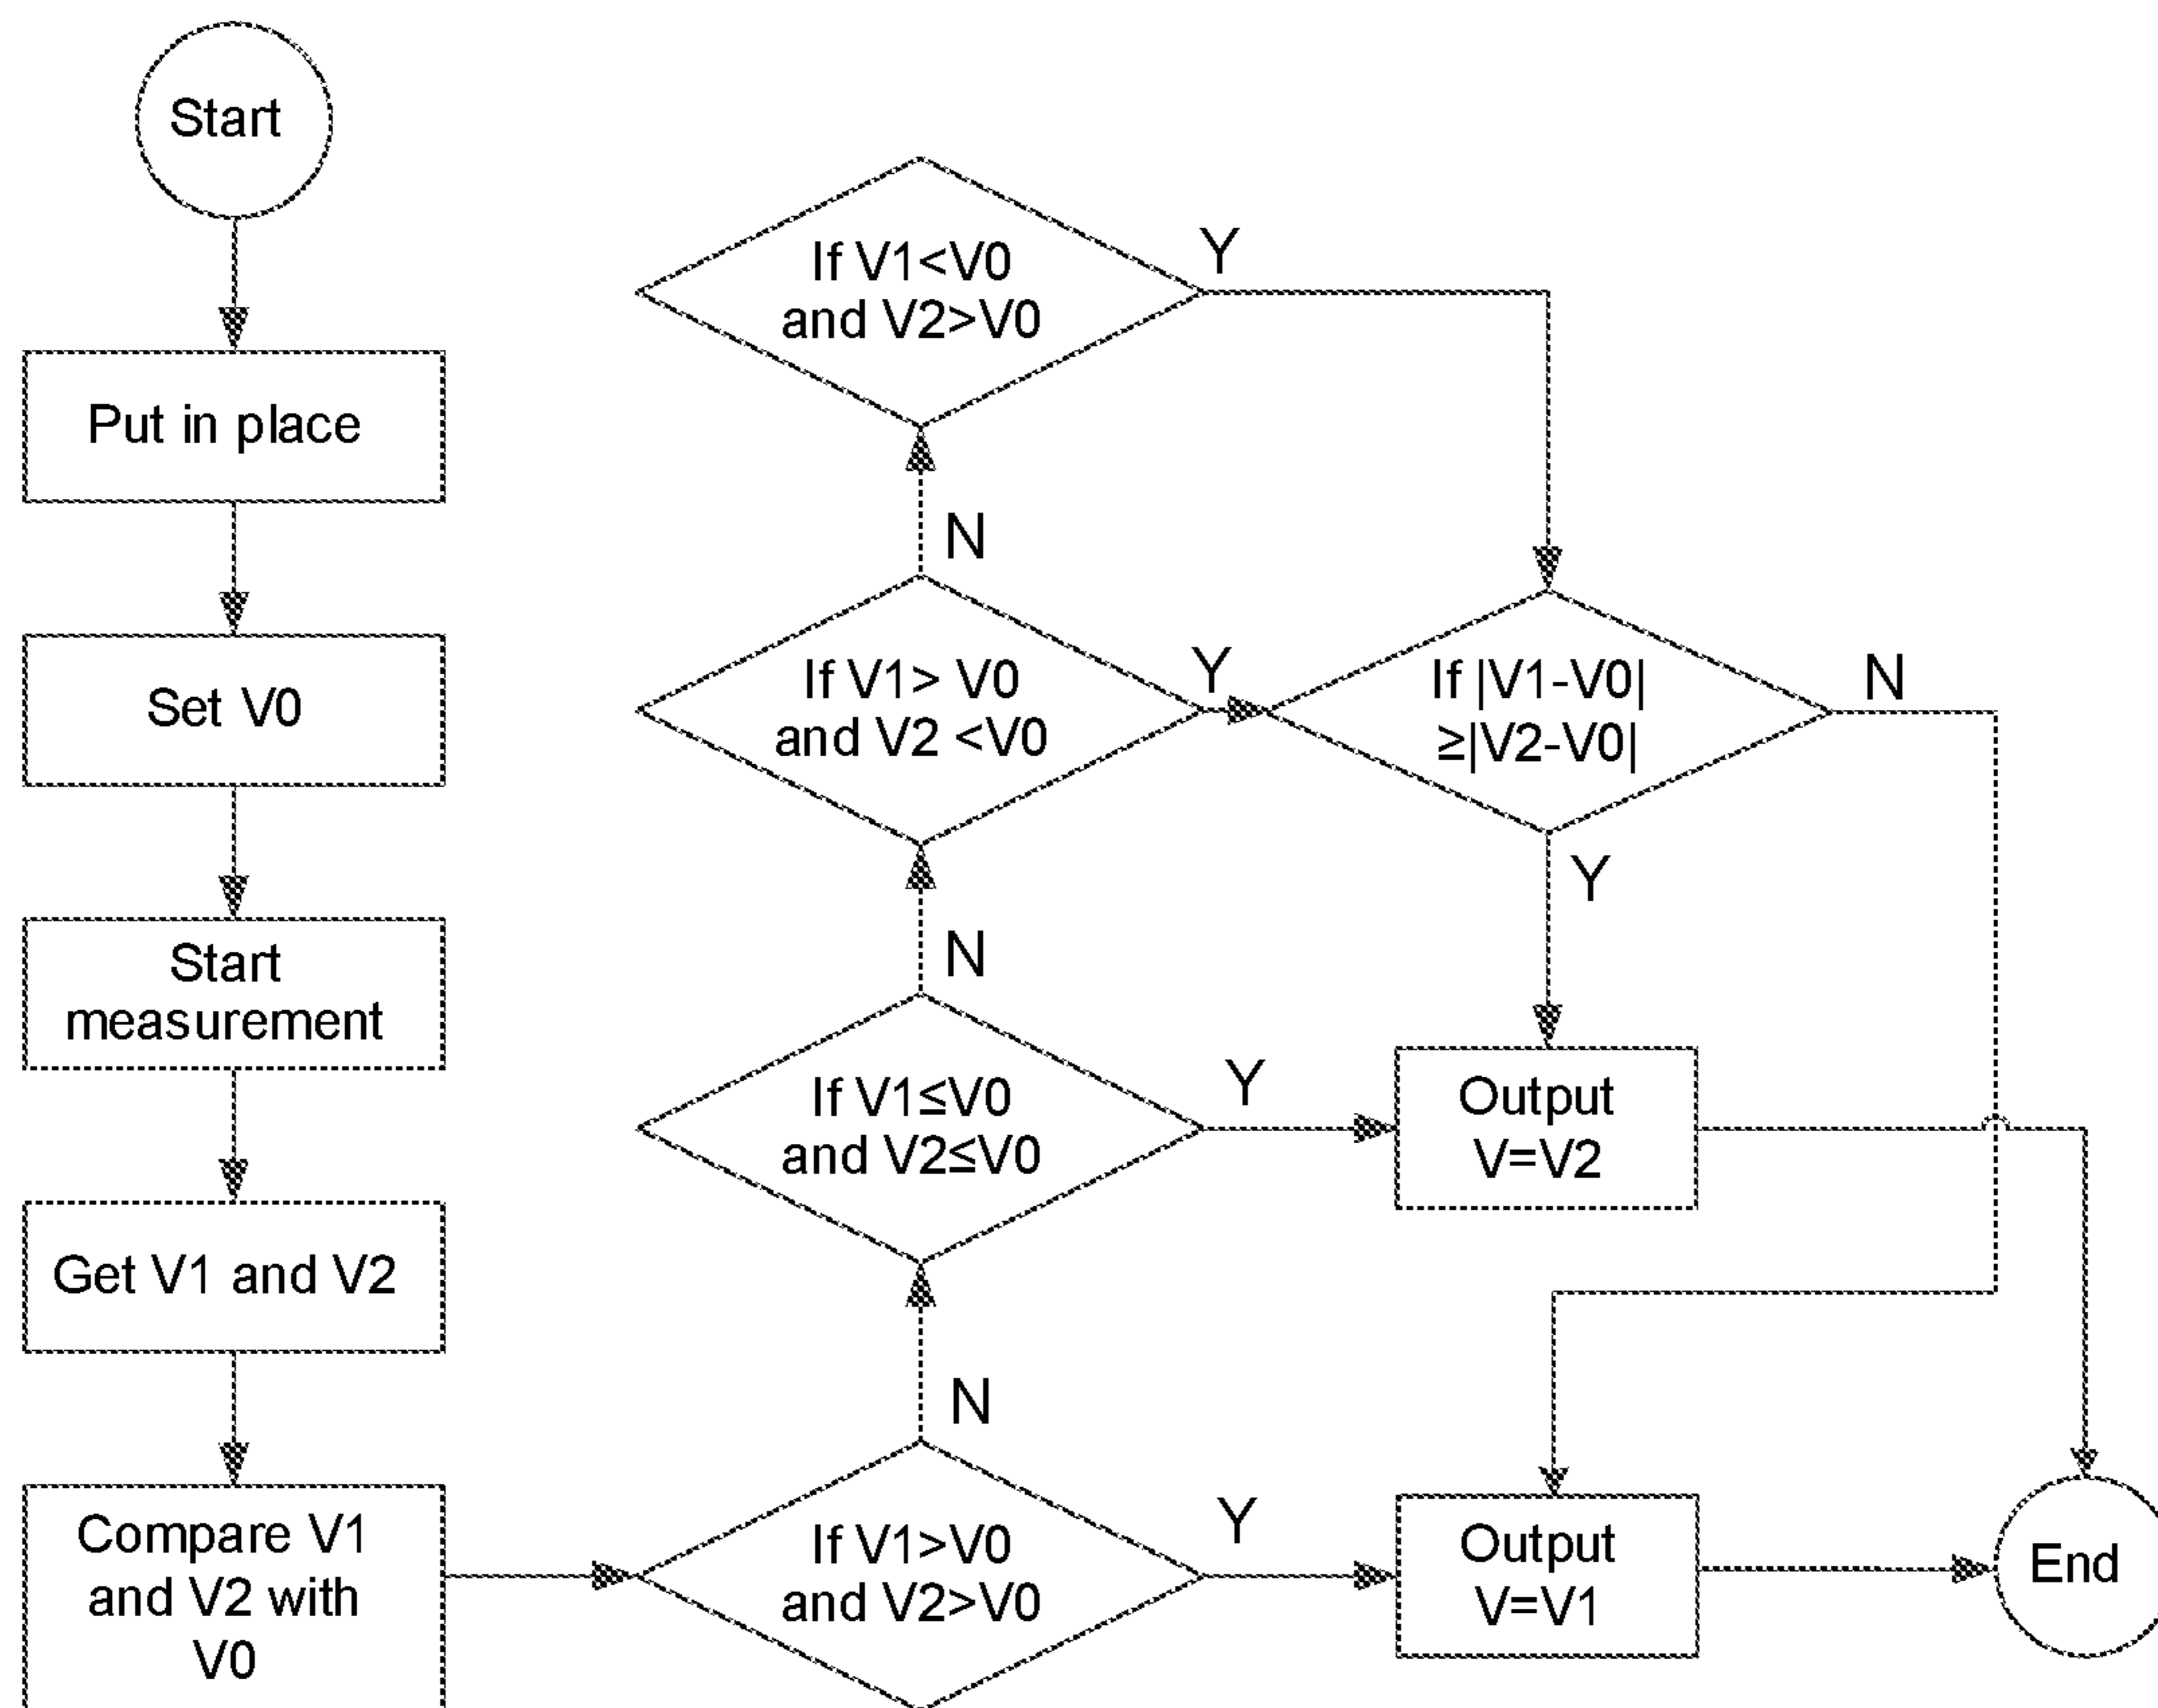 Start
Put in place
Set V0
Start
measurement
Get V1 and V2
Compare V1
and V2 with
V0
If V1>V0
and V2>V0
Y
N
If V1≤V0
and V2≤V0
Y
N
If V1> V0
and V2 <V0
Y
N
If V1<V0
and V2>V0
Y
If |V1-V0|
≥|V2-V0|
N
Y
Output
V=V2
Output
V=V1
End